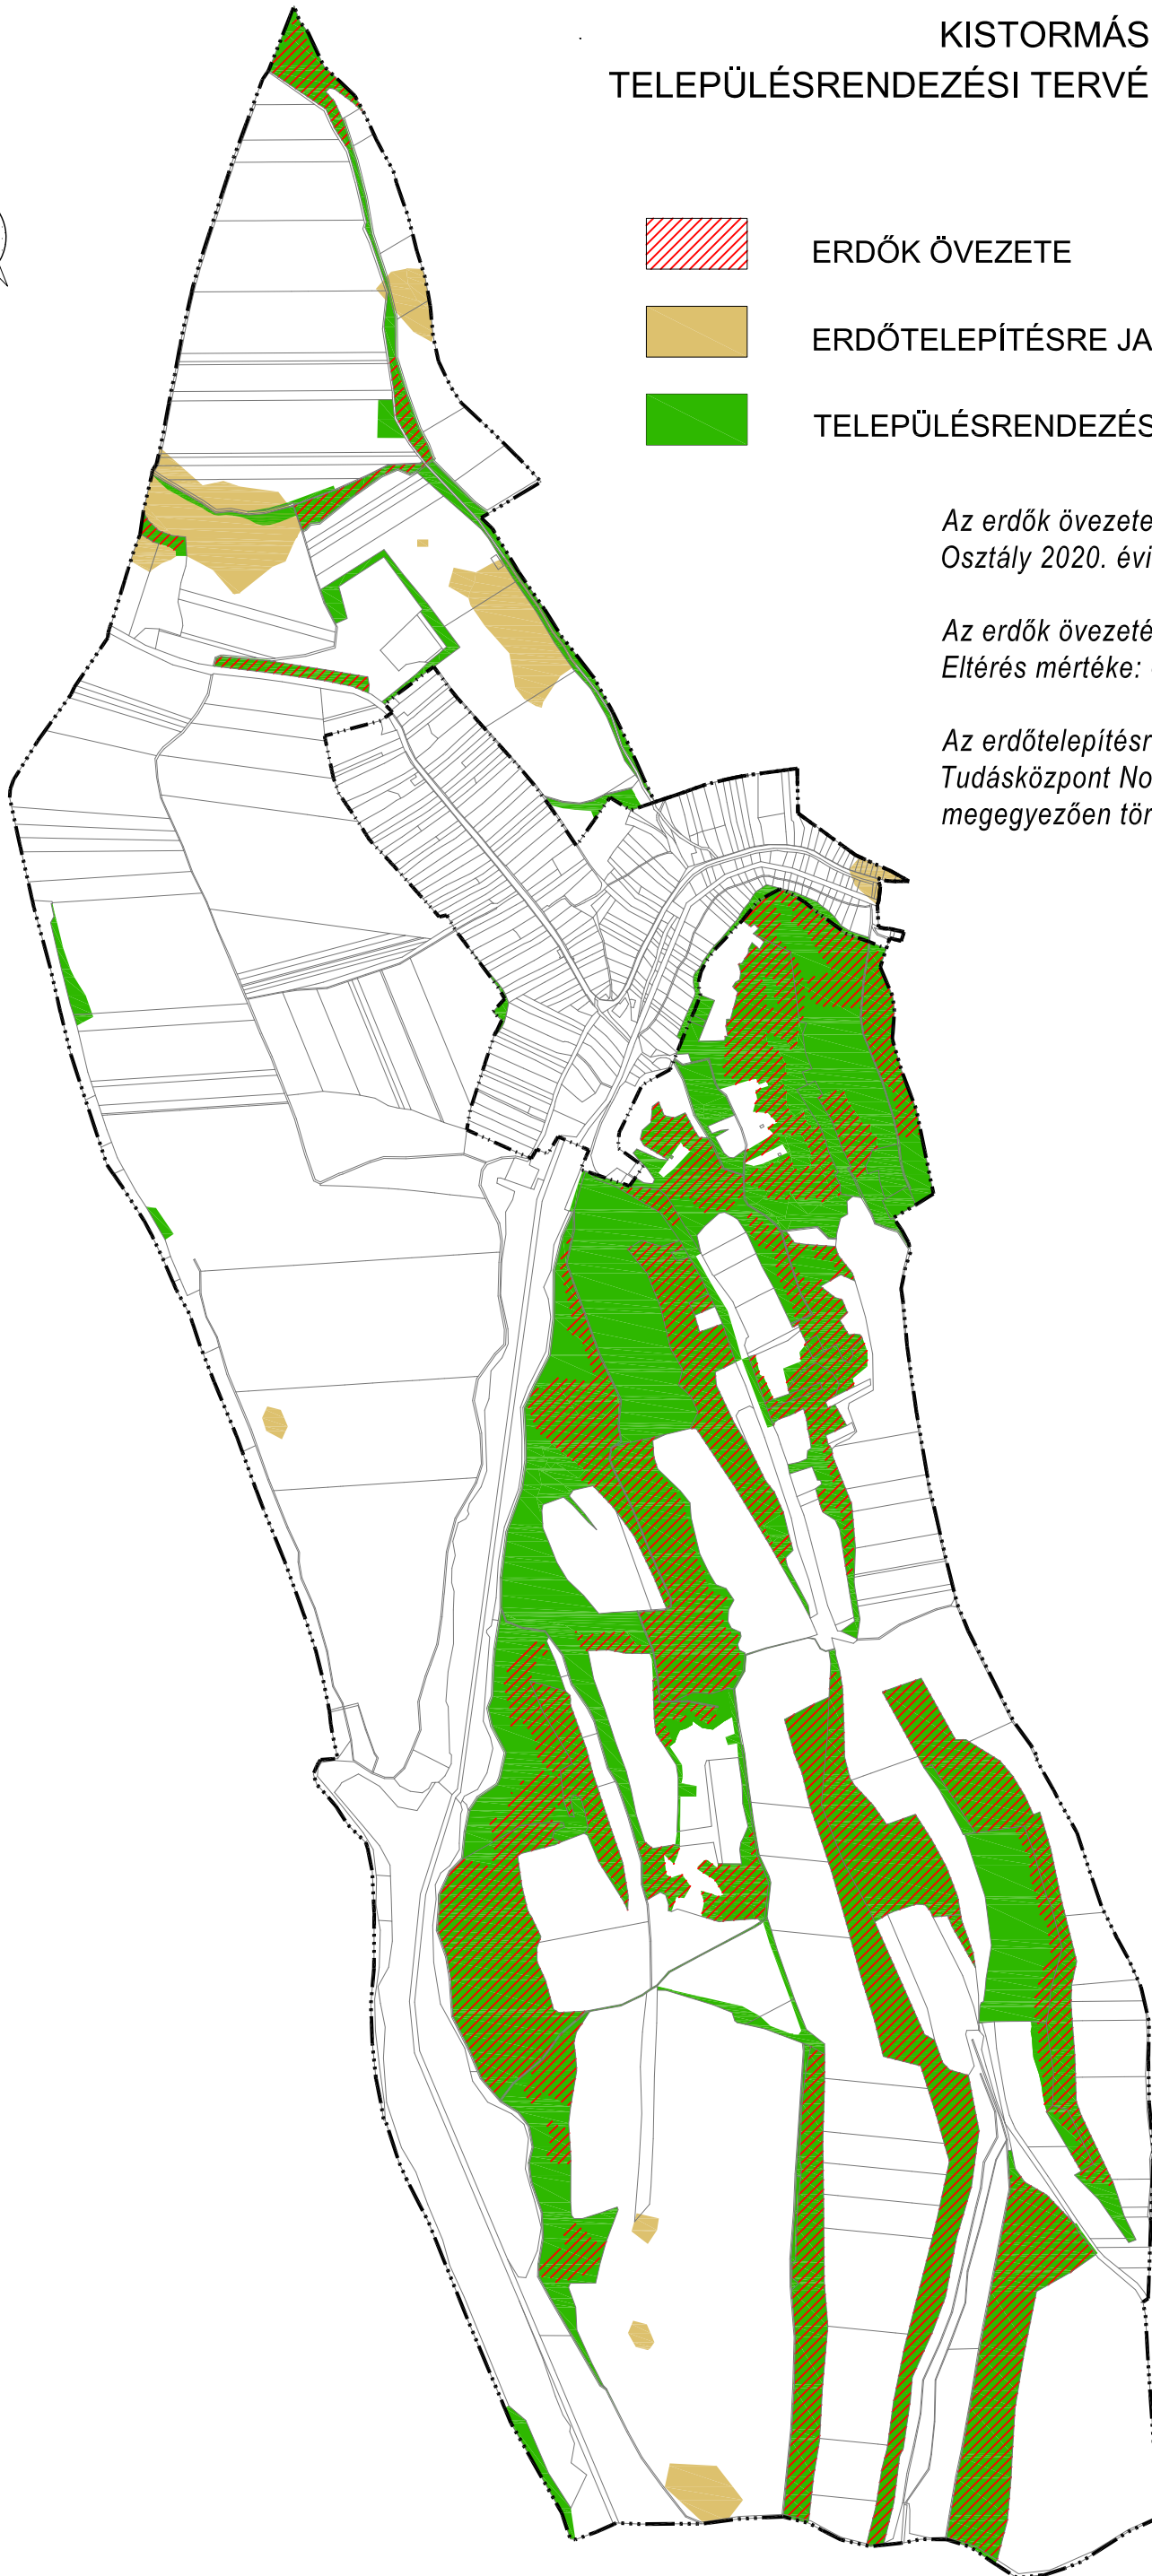 KISTORMÁS
TELEPÜLÉSRENDEZÉSI TERVÉ
ERDŐK ÖVEZETE
ERDŐTELEPÍTÉSRE JA
TELEPÜLÉSRENDEZÉS
Az erdők övezete
Osztály 2020. évi
Az erdők övezeté
Eltérés mértéke:
Az erdőtelepítésr
Tudásközpont No
megegyezően tör